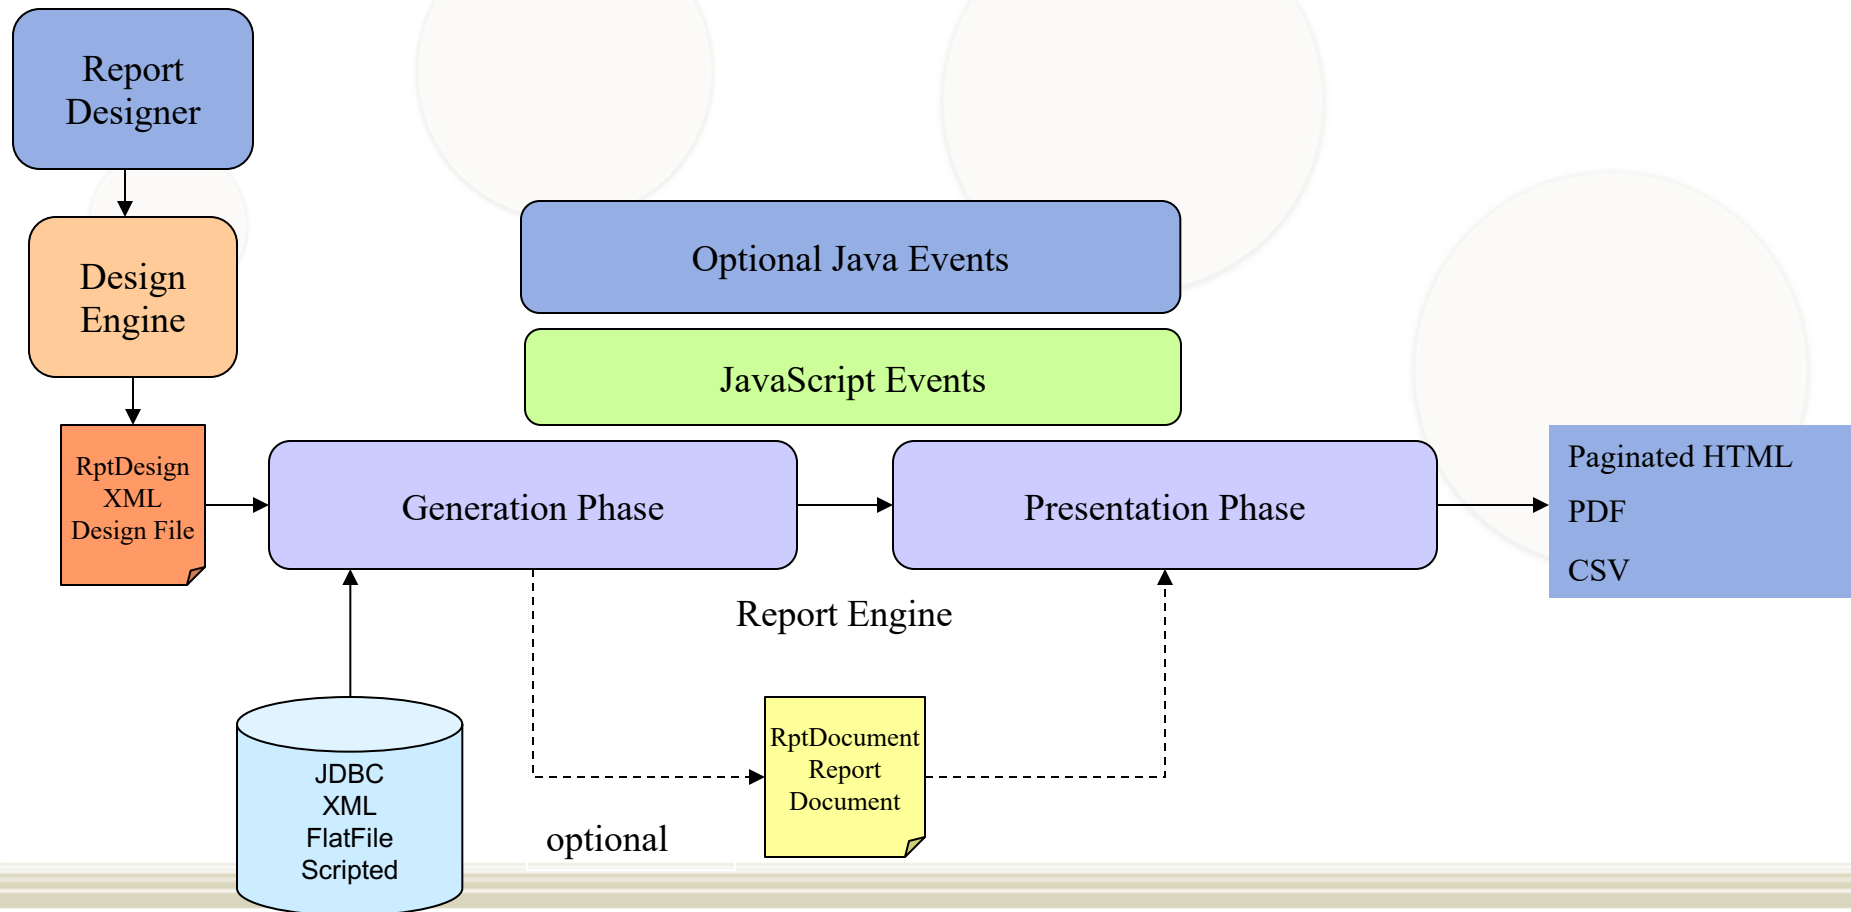 Report
Designer
Design
Engine
Optional Java Events
JavaScript Events
RptDesign
XML
Design File
Generation Phase
Presentation Phase
Paginated HTML
PDF
CSV
Report Engine
JDBC
XML
FlatFile
Scripted
RptDocument
Report
Document
optional